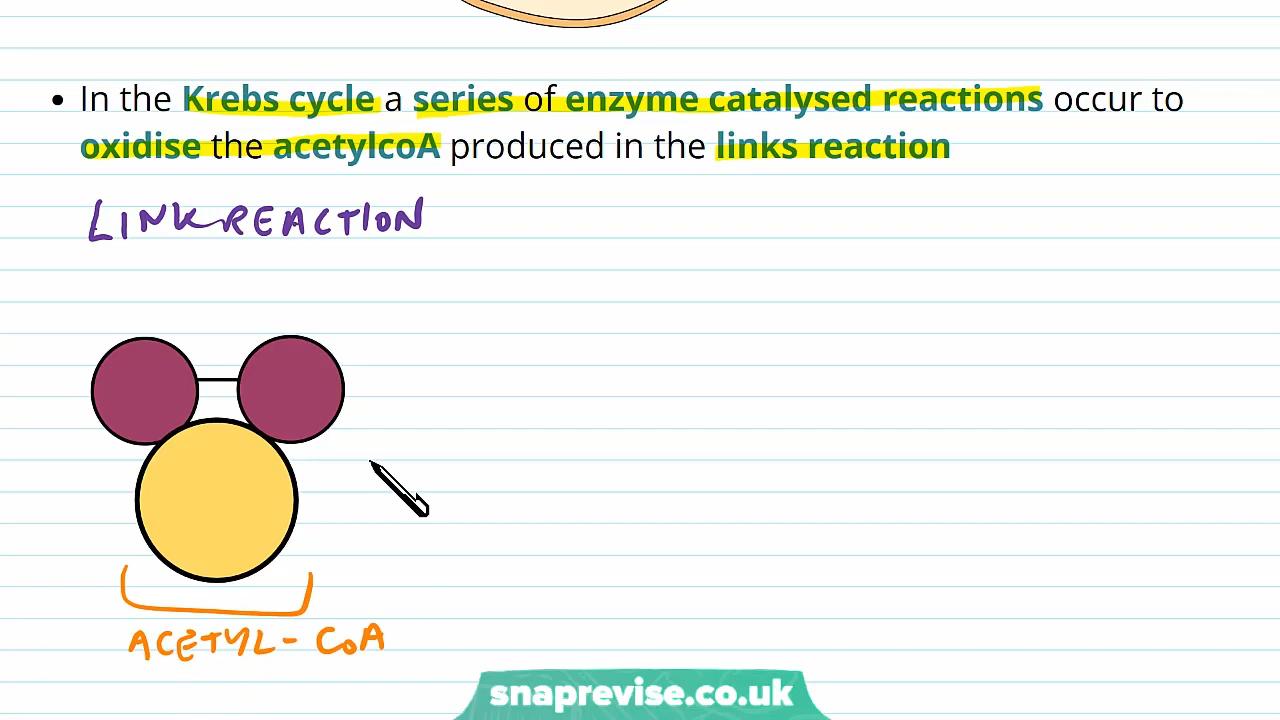 In the Krebs cycle a series of enzyme catalysed reactions occur to
oxidise the acetylcoA produced in the links reaction
LINK REACTION
ACETYL - CoA
snaprevise.co.uk